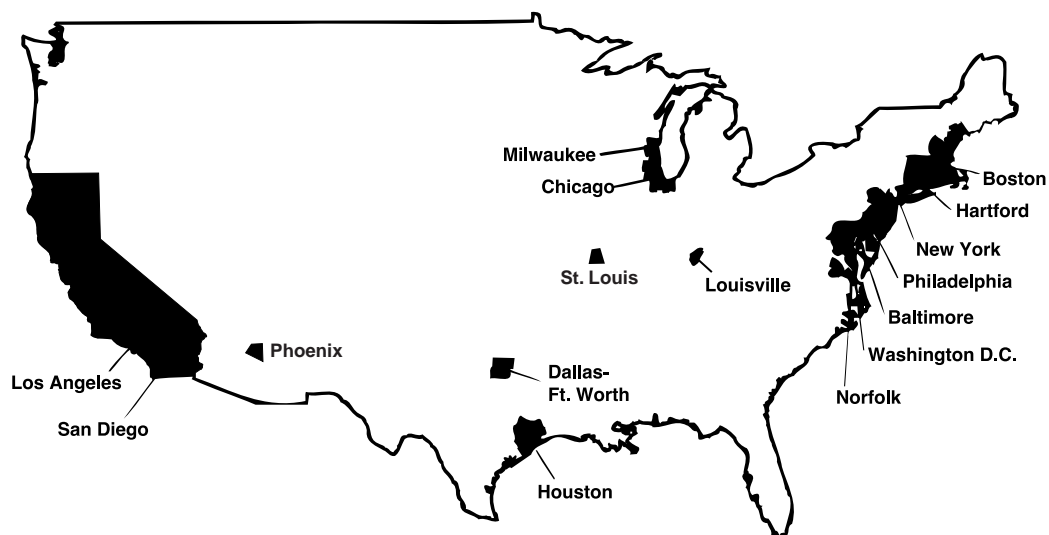 Milwaukee
Chicago
Boston
Hartford
New York
St. Louis
Louisville
Philadelphia
Baltimore
Phoenix
Washington D.C.
Los Angeles
Dallas-
Ft. Worth
Norfolk
San Diego
Houston